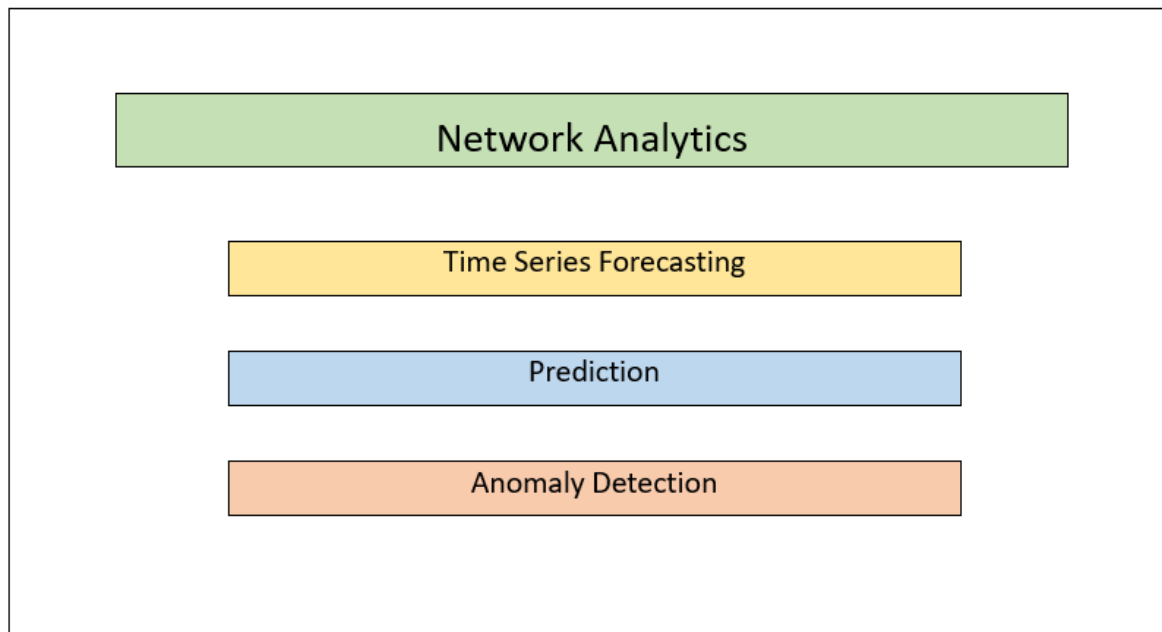 Network Analytics
Time Series Forecasting
Prediction
Anomaly Detection